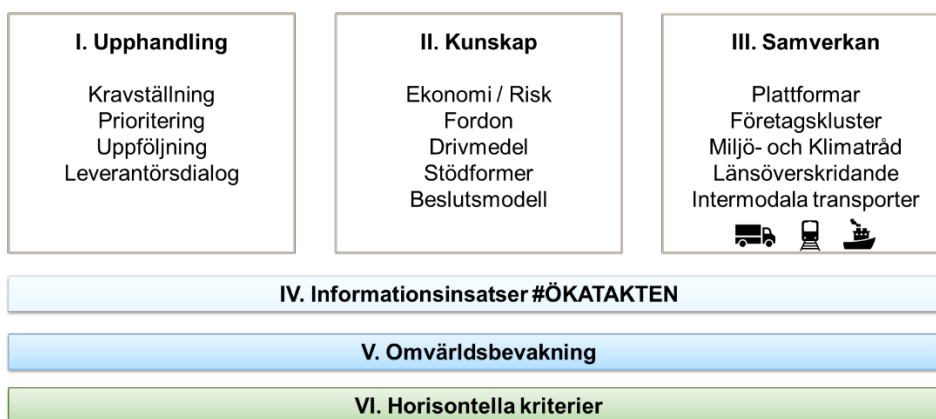 I. Upphandling
Kravställning
Prioritering
Uppföljning
Leverantörsdialog
II. Kunskap
Ekonomi / Risk
Fordon
Drivmedel
Stödformer
Beslutsmodell
III. Samverkan
Plattformar
Företagskluster
Miljö- och Klimatråd
Länsöverskridande
Intermodala transporter
IV. Informationsinsatser #ÖKATAKTEN
V. Omvärldsbevakning
VI. Horisontella kriterier